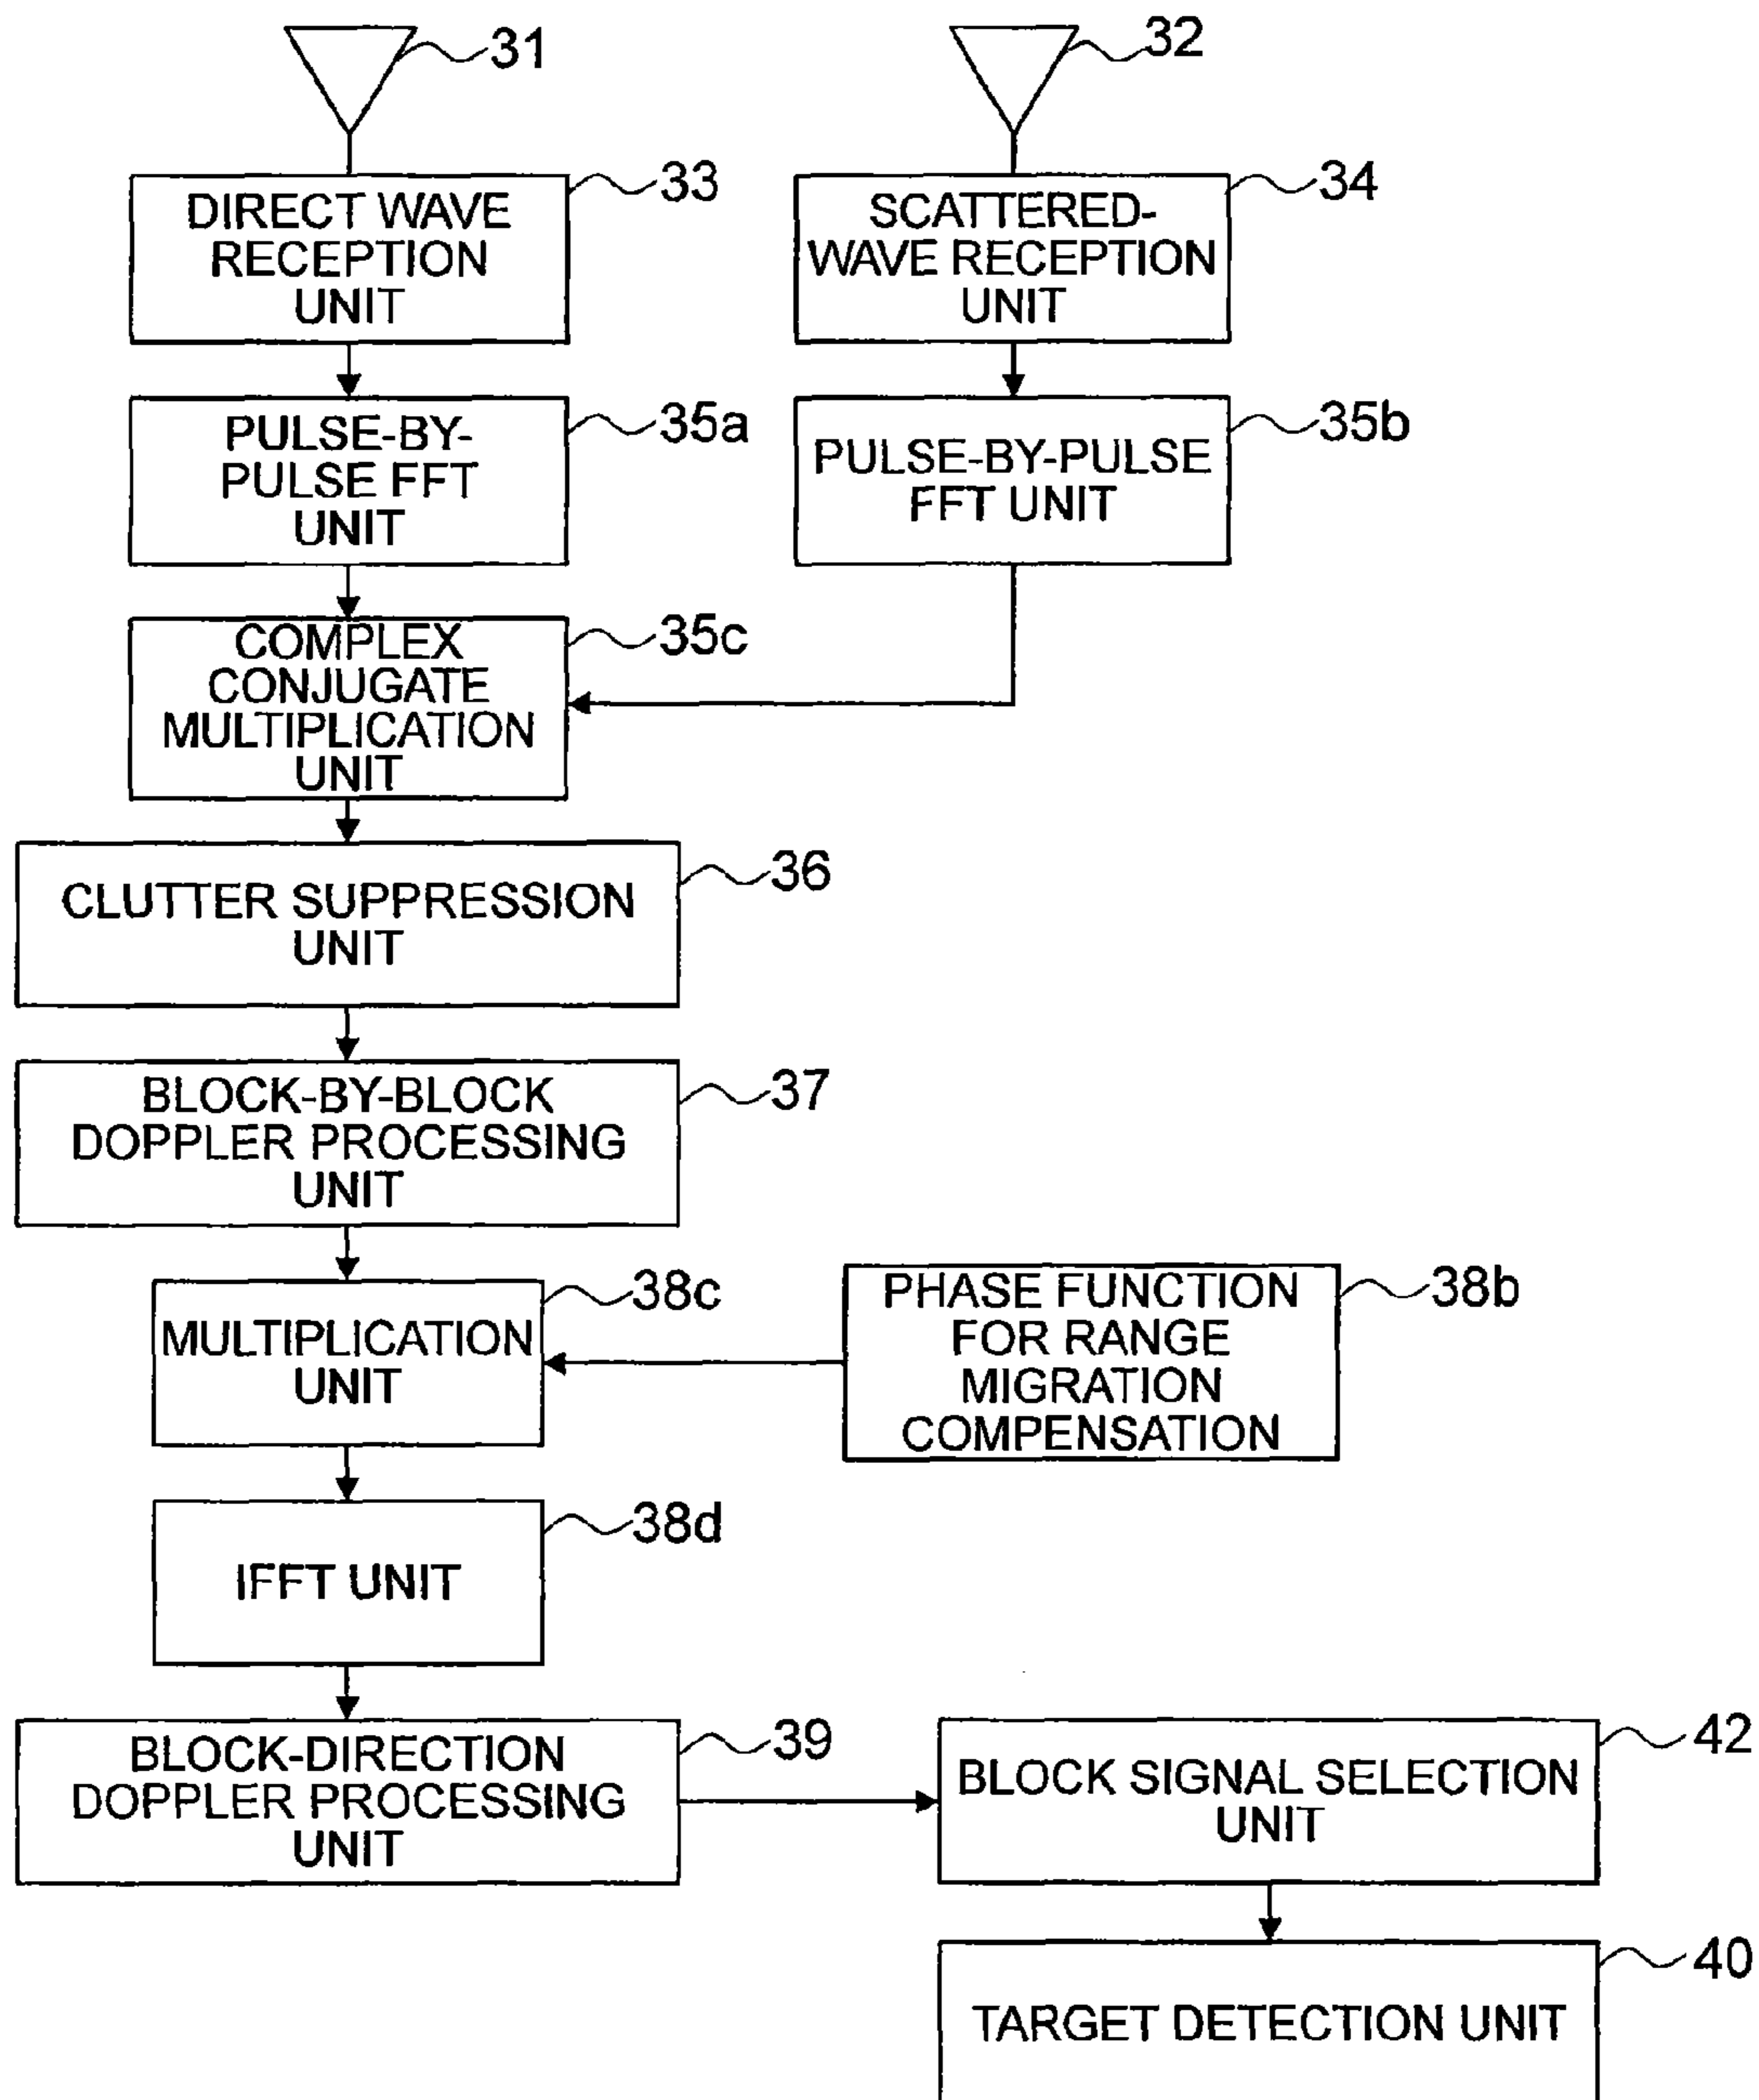 31
32
DIRECT WAVE
RECEPTION
UNIT
33
SCATTERED-
WAVE RECEPTION
UNIT
34
PULSE-BY-
PULSE FFT
UNIT
35a
PULSE-BY-PULSE
FFT UNIT
35b
COMPLEX
CONJUGATE
MULTIPLICATION
UNIT
35c
CLUTTER SUPPRESSION
UNIT
36
BLOCK-BY-BLOCK
DOPPLER PROCESSING
UNIT
37
MULTIPLICATION
UNIT
38c
PHASE FUNCTION
FOR RANGE
MIGRATION
COMPENSATION
38b
IFFT UNIT
38d
BLOCK-DIRECTION
DOPPLER PROCESSING
UNIT
39
BLOCK SIGNAL SELECTION
UNIT
42
TARGET DETECTION UNIT
40